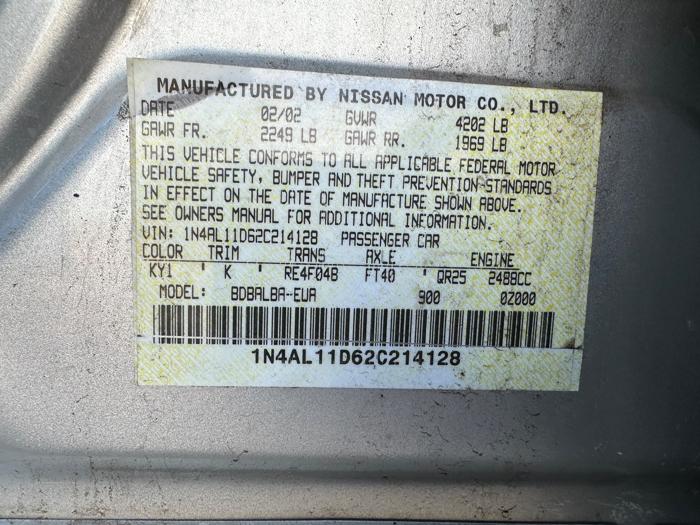 MANUFACTURED BY NISSAN MOTOR CO., LTD.
DATE 02/02 GVWR 4202 LB
GAWR FR. 2249 LB GAWR RR. 1969 LB
THIS VEHICLE CONFORMS TO ALL APPLICABLE FEDERAL MOTOR
VEHICLE SAFETY, BUMPER AND THEFT PREVENTION STANDARDS
IN EFFECT ON THE DATE OF MANUFACTURE SHOWN ABOVE.
SEE OWNERS MANUAL FOR ADDITIONAL INFORMATION.
VIN: 1N4AL11D62C214128 PASSENGER CAR
COLOR TRIM TRANS AXLE ENGINE
KY1 ' K ' RE4F04B FT40 ' QR25 2488CC
MODEL: BDBALBA-EUA 900 0Z000
1N4AL11D62C214128